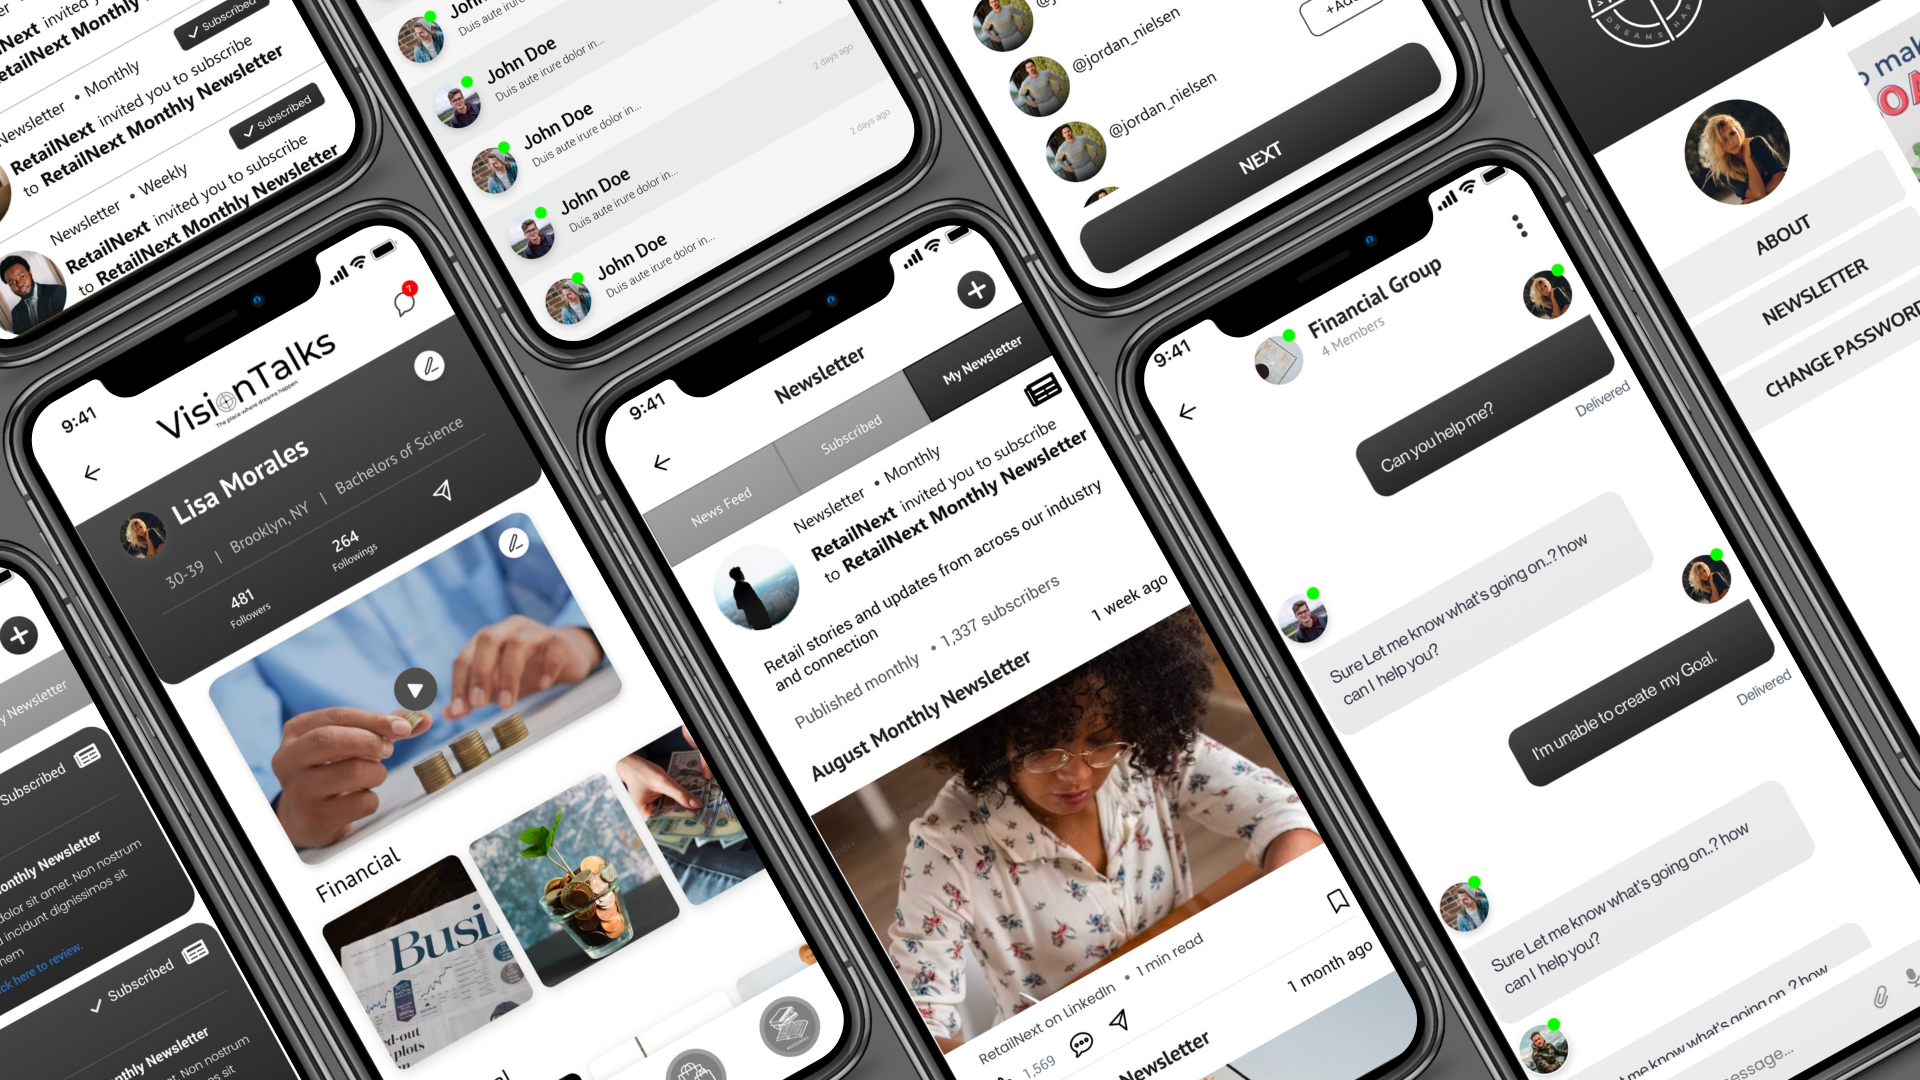 invited you to subscribe
RetailNext Monthly Newsletter
Subscribed
Newsletter • Monthly
RetailNext invited you to subscribe
to RetailNext Monthly Newsletter
Subscribed
Newsletter • Weekly
RetailNext invited you to subscribe
to RetailNext Monthly Newsletter
John
Duis aute irure dolor
John Doe
Duis aute irure dolor in...
2 days ago
John Doe
Duis aute irure dolor in...
2 days ago
John Doe
Duis aute irure dolor in...
John Doe
Duis aute irure dolor in...
@jordan_nielsen
@jordan_nielsen
NEXT
DREAMS MAP
ABOUT
NEWSLETTER
CHANGE PASSWORD
9:41
7
VisionTalks
The place where dreams happen
Lisa Morales
30-39 | Brooklyn, NY | Bachelors of Science
481
Followers
264
Followings
Financial
Busi
9:41
Newsletter
News Feed
Subscribed
My Newsletter
Newsletter • Monthly
RetailNext invited you to subscribe
to RetailNext Monthly Newsletter
Retail stories and updates from across our industry
and connection
Published monthly • 1,337 subscribers
1 week ago
August Monthly Newsletter
RetailNext on LinkedIn • 1 min read
1,569
1 month ago
Newsletter
9:41
Financial Group
4 Members
Can you help me?
Delivered
Sure Let me know what's going on..? how
can I help you?
I'm unable to create my Goal.
Delivered
Sure Let me know what's going on..? how
can I help you?
me know what's going on..? how
essage...
y Newsletter
Subscribed
onthly Newsletter
dolor sit amet. Non nostrum
incidunt dignissimos sit
ck here to review.
Subscribed
nthly Newsletter
amet. Non nostrum